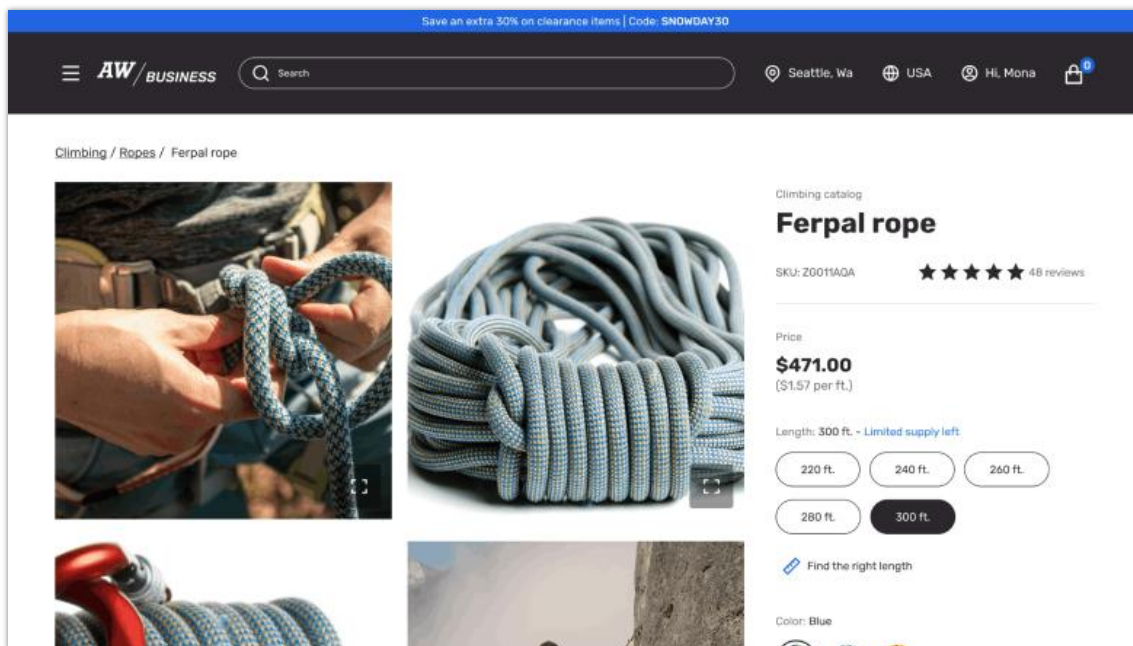 Save an extra 30% on clearance items | Code: SNOWDAY30
AW/BUSINESS
Search
Seattle, Wa
USA
Hi, Mona
0
Climbing / Ropes / Ferpal rope
Climbing catalog
Ferpal rope
SKU: ZG011AQA
48 reviews
Price
$471.00
($1.57 per ft.)
Length: 300 ft. - Limited supply left
220 ft.
240 ft.
260 ft.
280 ft.
300 ft.
Find the right length
Color: Blue